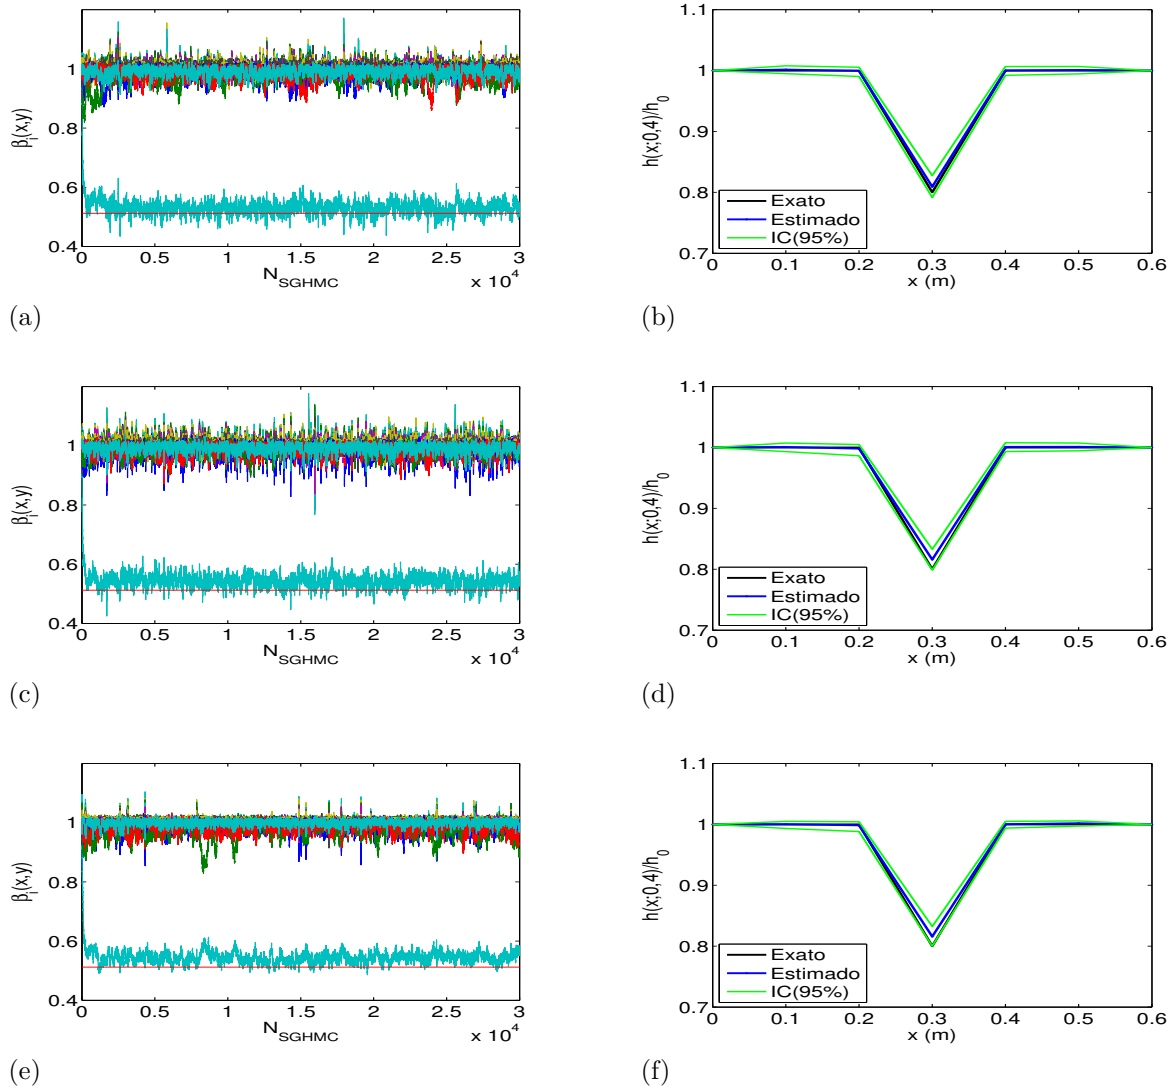 1
0.8
0.6
0.4
0 0.5 1 1.5 2 2.5 3
x 10^4
N_SGHMC
β_i(x,y)
(a)
1.1
1
0.9
0.8
0.7
0 0.1 0.2 0.3 0.4 0.5 0.6
x (m)
h(x;0,4)/h_0
Exato
Estimado
IC(95%)
(b)
1
0.8
0.6
0.4
0 0.5 1 1.5 2 2.5 3
x 10^4
N_SGHMC
β_i(x,y)
(c)
1.1
1
0.9
0.8
0.7
0 0.1 0.2 0.3 0.4 0.5 0.6
x (m)
h(x;0,4)/h_0
Exato
Estimado
IC(95%)
(d)
1
0.8
0.6
0.4
0 0.5 1 1.5 2 2.5 3
x 10^4
N_SGHMC
β_i(x,y)
(e)
1.1
1
0.9
0.8
0.7
0 0.1 0.2 0.3 0.4 0.5 0.6
x (m)
h(x;0,4)/h_0
Exato
Estimado
IC(95%)
(f)